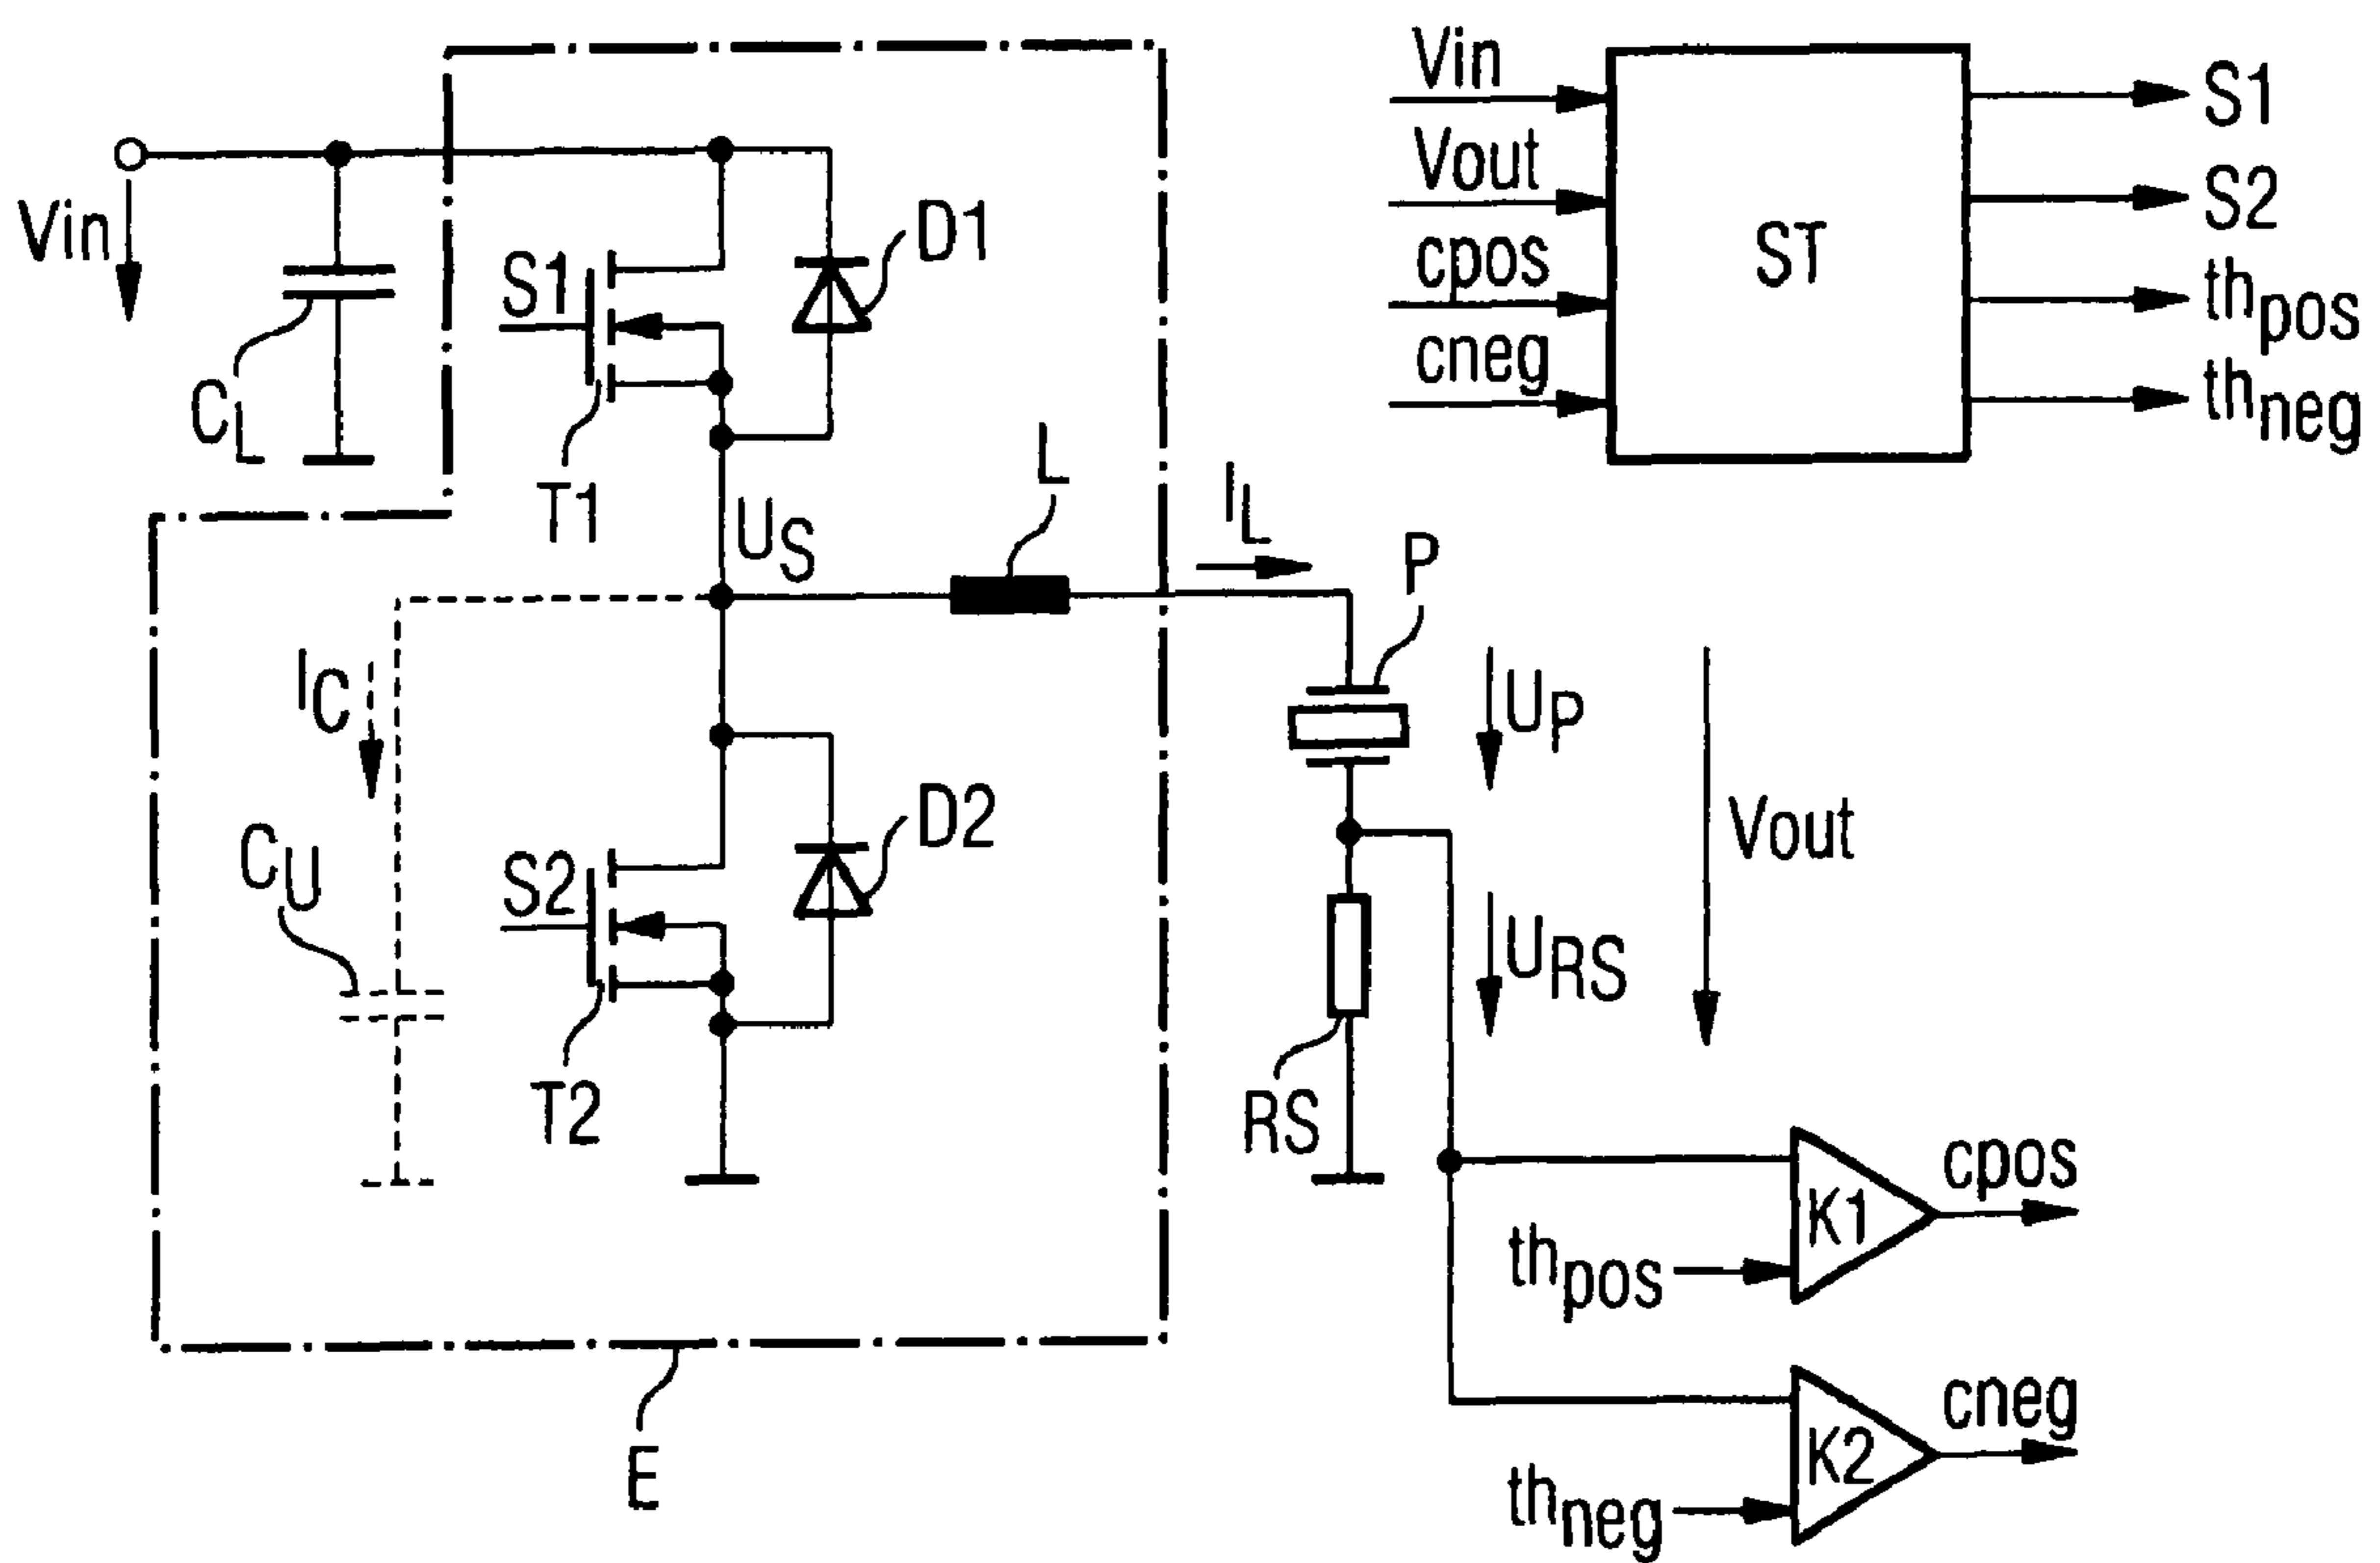 Vin
S1
Vout
S2
cpos
ST
thpos
cneg
thneg
Vin
S1
D1
CL
T1
US
L
IL
P
IC
UP
Vout
CU
S2
D2
URS
T2
RS
K1
cpos
thpos
K2
cneg
thneg
E